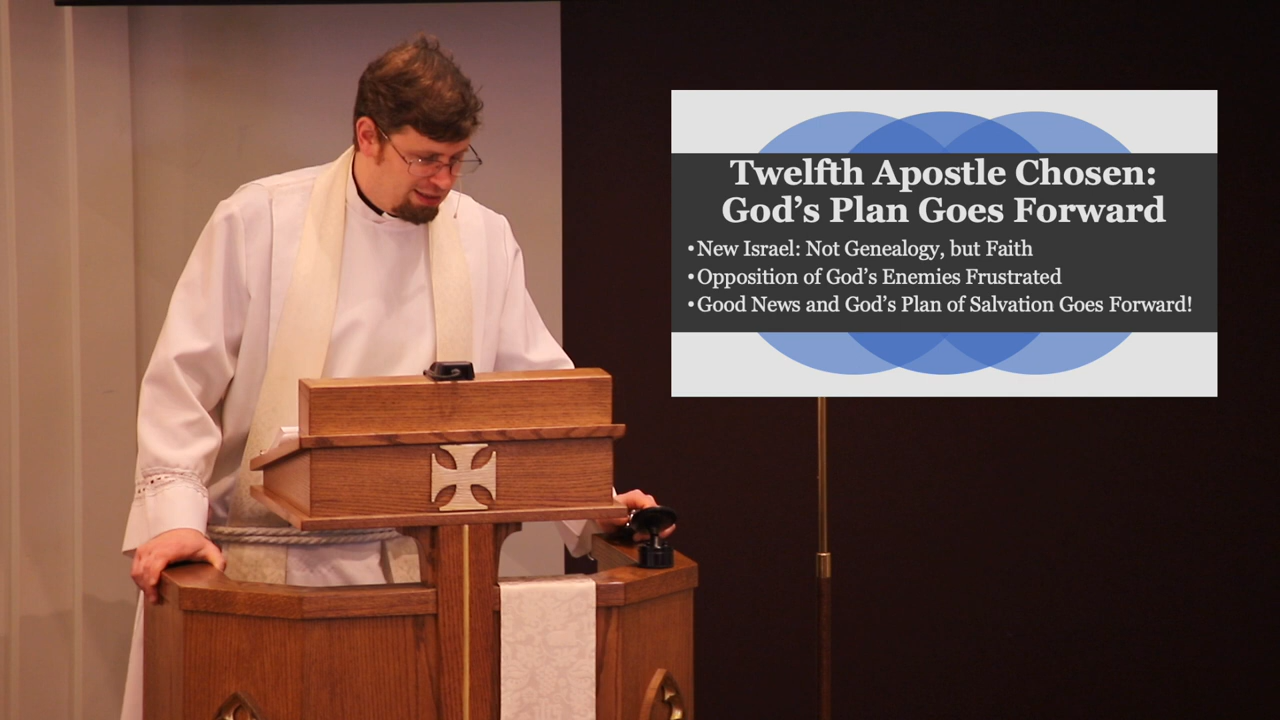 Twelfth Apostle Chosen:
God's Plan Goes Forward
•New Israel: Not Genealogy, but Faith
•Opposition of God's Enemies Frustrated
•Good News and God's Plan of Salvation Goes Forward!